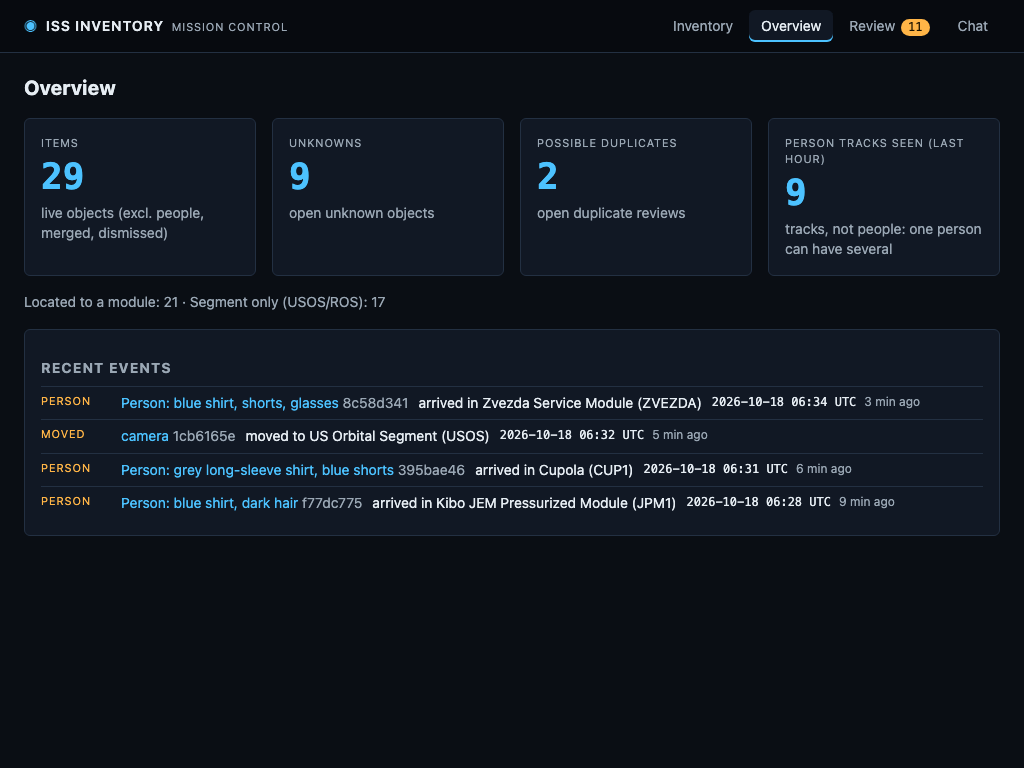 ISS INVENTORY MISSION CONTROL
Inventory Overview Review 11 Chat
Overview
ITEMS
29
live objects (excl. people,
merged, dismissed)
UNKNOWNS
9
open unknown objects
POSSIBLE DUPLICATES
2
open duplicate reviews
PERSON TRACKS SEEN (LAST
HOUR)
9
tracks, not people: one person
can have several
Located to a module: 21 · Segment only (USOS/ROS): 17
RECENT EVENTS
PERSON Person: blue shirt, shorts, glasses 8c58d341 arrived in Zvezda Service Module (ZVEZDA) 2026-10-18 06:34 UTC 3 min ago
MOVED camera 1cb6165e moved to US Orbital Segment (USOS) 2026-10-18 06:32 UTC 5 min ago
PERSON Person: grey long-sleeve shirt, blue shorts 395bae46 arrived in Cupola (CUP1) 2026-10-18 06:31 UTC 6 min ago
PERSON Person: blue shirt, dark hair f77dc775 arrived in Kibo JEM Pressurized Module (JPM1) 2026-10-18 06:28 UTC 9 min ago